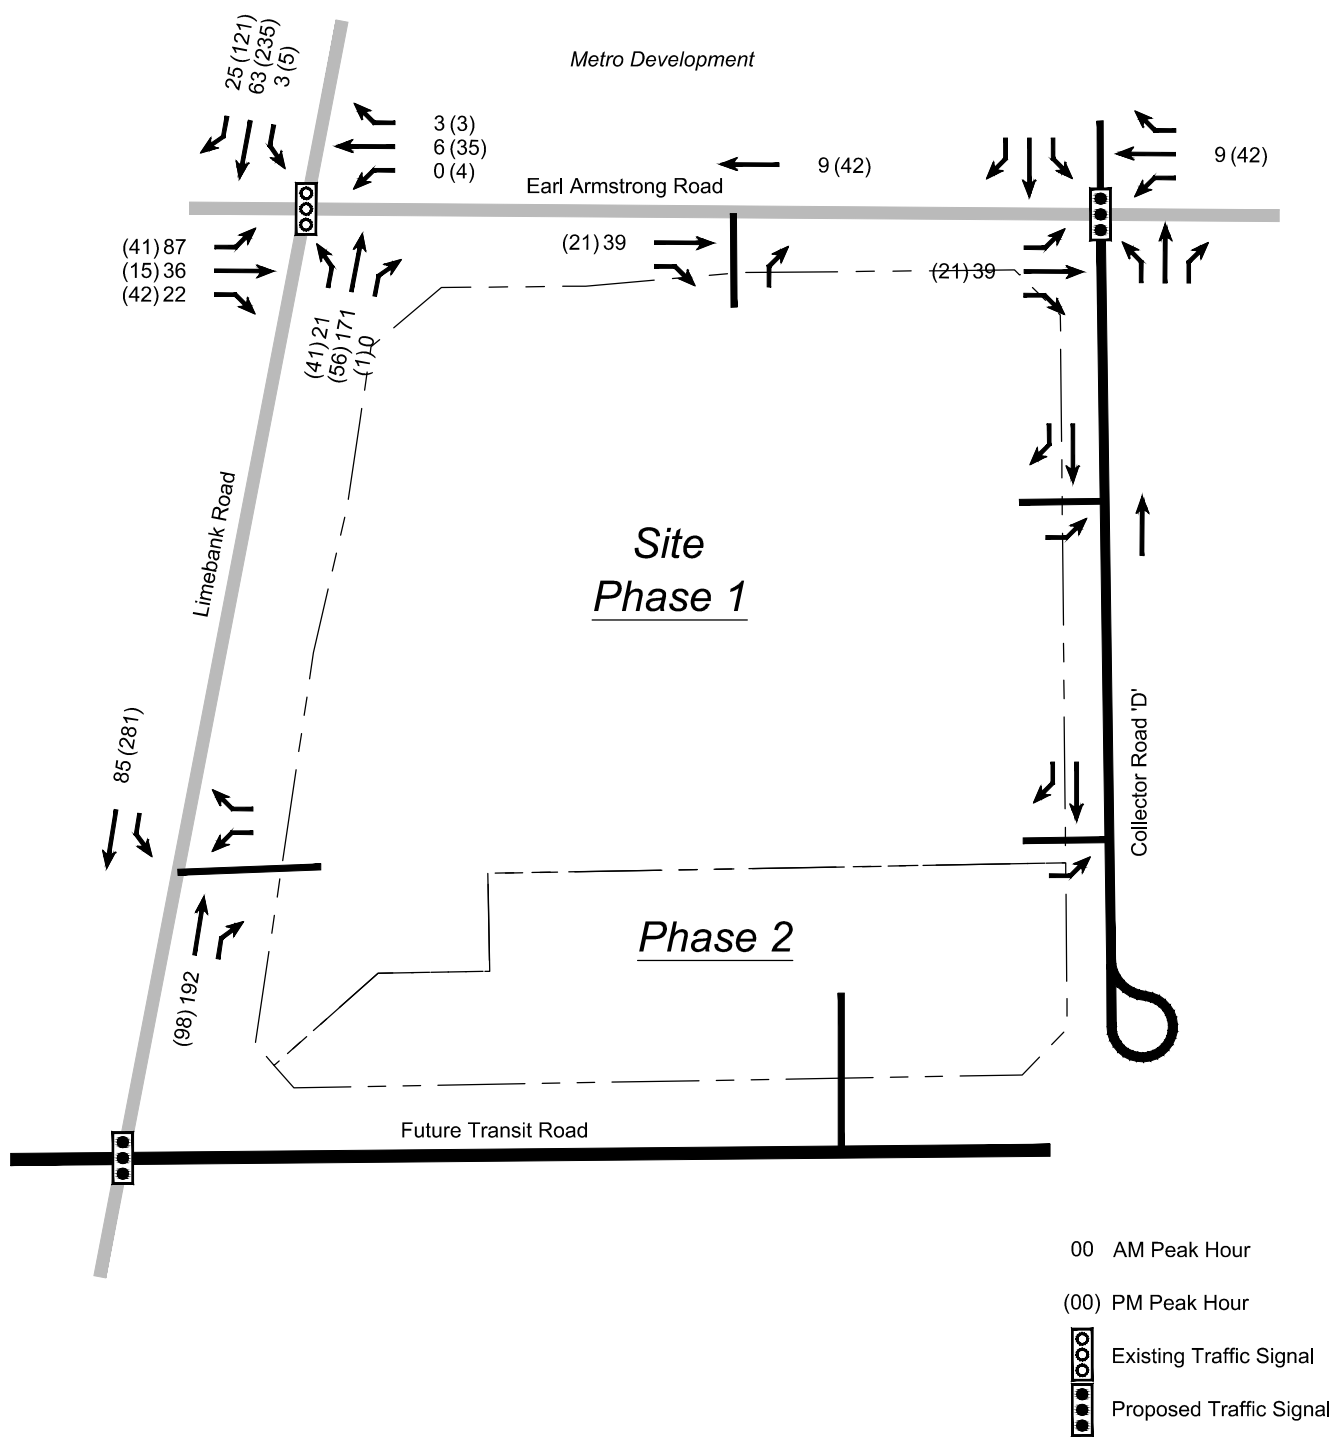 Metro Development
25 (121)
63 (235)
3 (5)
3 (3)
6 (35)
0 (4)
9 (42)
9 (42)
Earl Armstrong Road
(41) 87
(15) 36
(42) 22
(21) 39
(21) 39
(41) 21
(56) 171
(1) 0
Limebank Road
Site
Phase 1
85 (281)
Collector Road 'D'
Phase 2
(98) 192
Future Transit Road
00 AM Peak Hour
(00) PM Peak Hour
Existing Traffic Signal
Proposed Traffic Signal